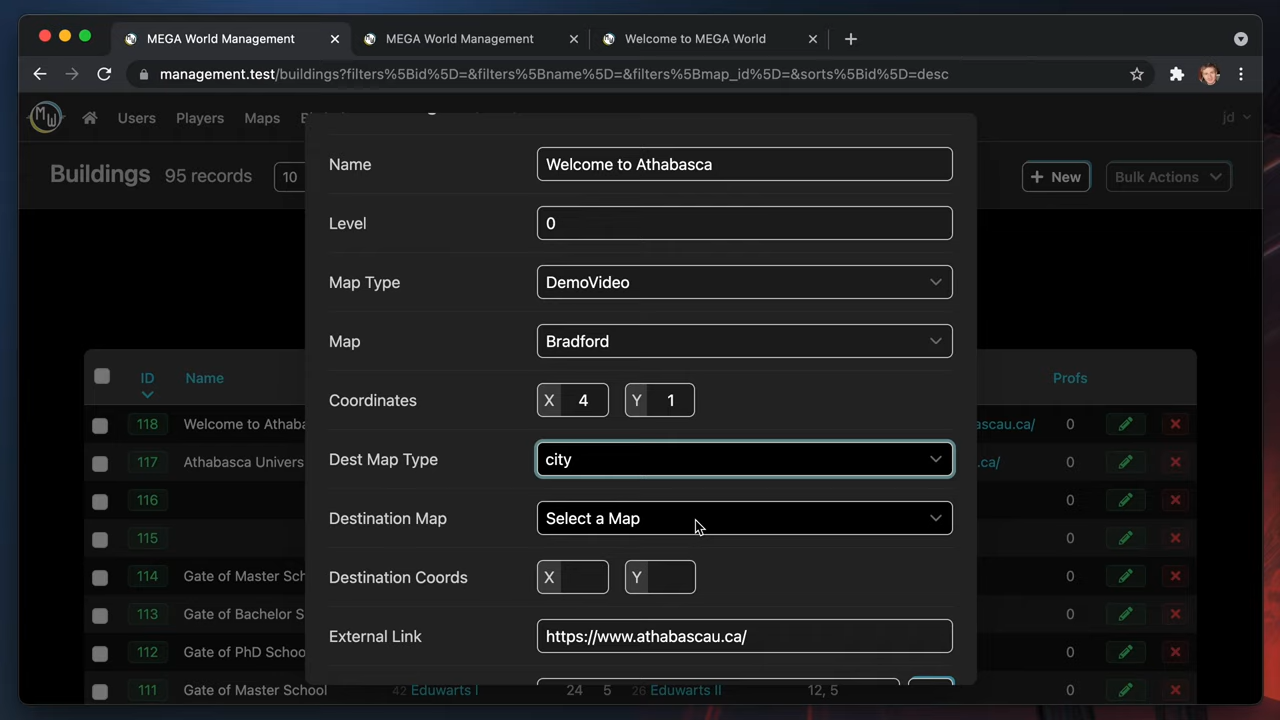 MEGA World Management
MEGA World Management
Welcome to MEGA World
management.test/buildings?filters%5Bid%5D=&filters%5Bname%5D=&filters%5Bmap_id%5D=&sorts%5Bid%5D=desc
MW Users Players Maps jd
Buildings 95 records 10 + New Bulk Actions
Name Welcome to Athabasca
Level 0
Map Type DemoVideo
Map Bradford
Coordinates X 4 Y 1
Dest Map Type city
Destination Map Select a Map
Destination Coords X Y
External Link https://www.athabascau.ca/
ID Name Profs
118 Welcome to Athaba ascau.ca/ 0
117 Athabasca Univers .ca/ 0
116 0
115 0
114 Gate of Master Sch 0
113 Gate of Bachelor S 0
112 Gate of PhD Schoo 0
111 Gate of Master School 42 Eduwarts I 24 5 26 Eduwarts II 12, 5 0